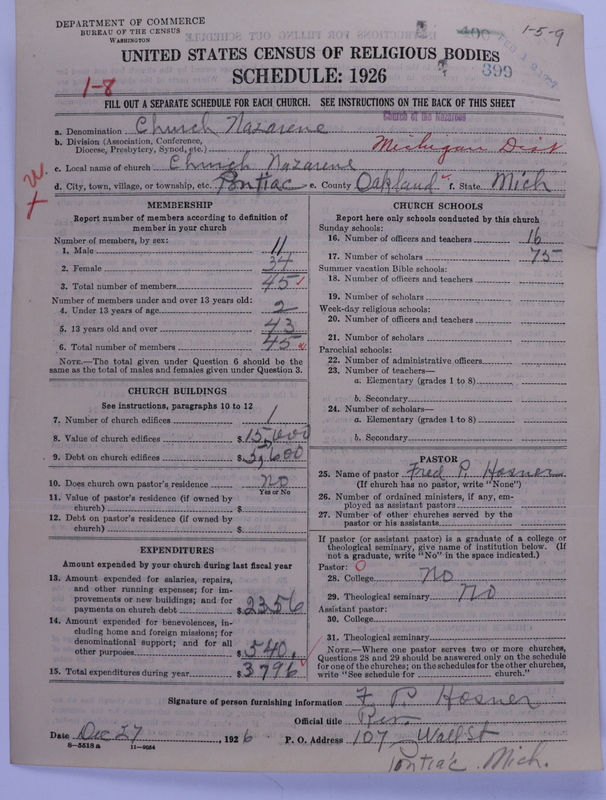 DEPARTMENT OF COMMERCE
BUREAU OF THE CENSUS
WASHINGTON
1-5-9
399
UNITED STATES CENSUS OF RELIGIOUS BODIES
SCHEDULE: 1926
1-8
FILL OUT A SEPARATE SCHEDULE FOR EACH CHURCH. SEE INSTRUCTIONS ON THE BACK OF THIS SHEET
Church of the Nazarene
a. Denomination Church Nazarene
b. Division (Association, Conference, Diocese, Presbytery, Synod, etc.) Michigan Dist
c. Local name of church Church Nazarene
d. City, town, village, or township, etc. Pontiac e. County Oakland f. State Mich
MEMBERSHIP
Report number of members according to definition of
member in your church
Number of members, by sex:
1. Male 11
2. Female 34
3. Total number of members 45
Number of members under and over 13 years old:
4. Under 13 years of age 2
5. 13 years old and over 43
6. Total number of members 45
NOTE.—The total given under Question 6 should be
the same as the total of males and females given under Question 3.
CHURCH BUILDINGS
See instructions, paragraphs 10 to 12
7. Number of church edifices 1
8. Value of church edifices $15,000
9. Debt on church edifices $5,600
10. Does church own pastor's residence? No
Yes or No
11. Value of pastor's residence (if owned by
church) $
12. Debt on pastor's residence (if owned by
church) $
EXPENDITURES
Amount expended by your church during last fiscal year
13. Amount expended for salaries, repairs,
and other running expenses; for im-
provements or new buildings; and for
payments on church debt $
14. Amount expended for benevolences, in-
cluding home and foreign missions; for
denominational support; and for all
other purposes $540.
15. Total expenditures during year $3796
CHURCH SCHOOLS
Report here only schools conducted by this church
Sunday schools:
16. Number of officers and teachers 16
17. Number of scholars 75
Summer vacation Bible schools:
18. Number of officers and teachers
19. Number of scholars
Week-day religious schools:
20. Number of officers and teachers
21. Number of scholars
Parochial schools:
22. Number of administrative officers
23. Number of teachers—
a. Elementary (grades 1 to 8)
b. Secondary
24. Number of scholars—
a. Elementary (grades 1 to 8)
b. Secondary
PASTOR
25. Name of pastor Fred P. Hosner
(If church has no pastor, write "None")
26. Number of ordained ministers, if any, em-
ployed as assistant pastors
27. Number of other churches served by the
pastor or his assistants
If pastor (or assistant pastor) is a graduate of a college or
theological seminary, give name of institution below. (If
not a graduate, write "No" in the space indicated.)
Pastor: O
28. College No
29. Theological seminary No
Assistant pastor:
30. College
31. Theological seminary
NOTE.—Where one pastor serves two or more churches,
Questions 28 and 29 should be answered only on the schedule
for one of the churches; on the schedules for the other churches,
write "See schedule for church."
Signature of person furnishing information F. P. Hosner
Official title
Date Dec 27, 1926 P. O. Address 107 Wall St
8-5518a 11-9054
Pontiac Mich.